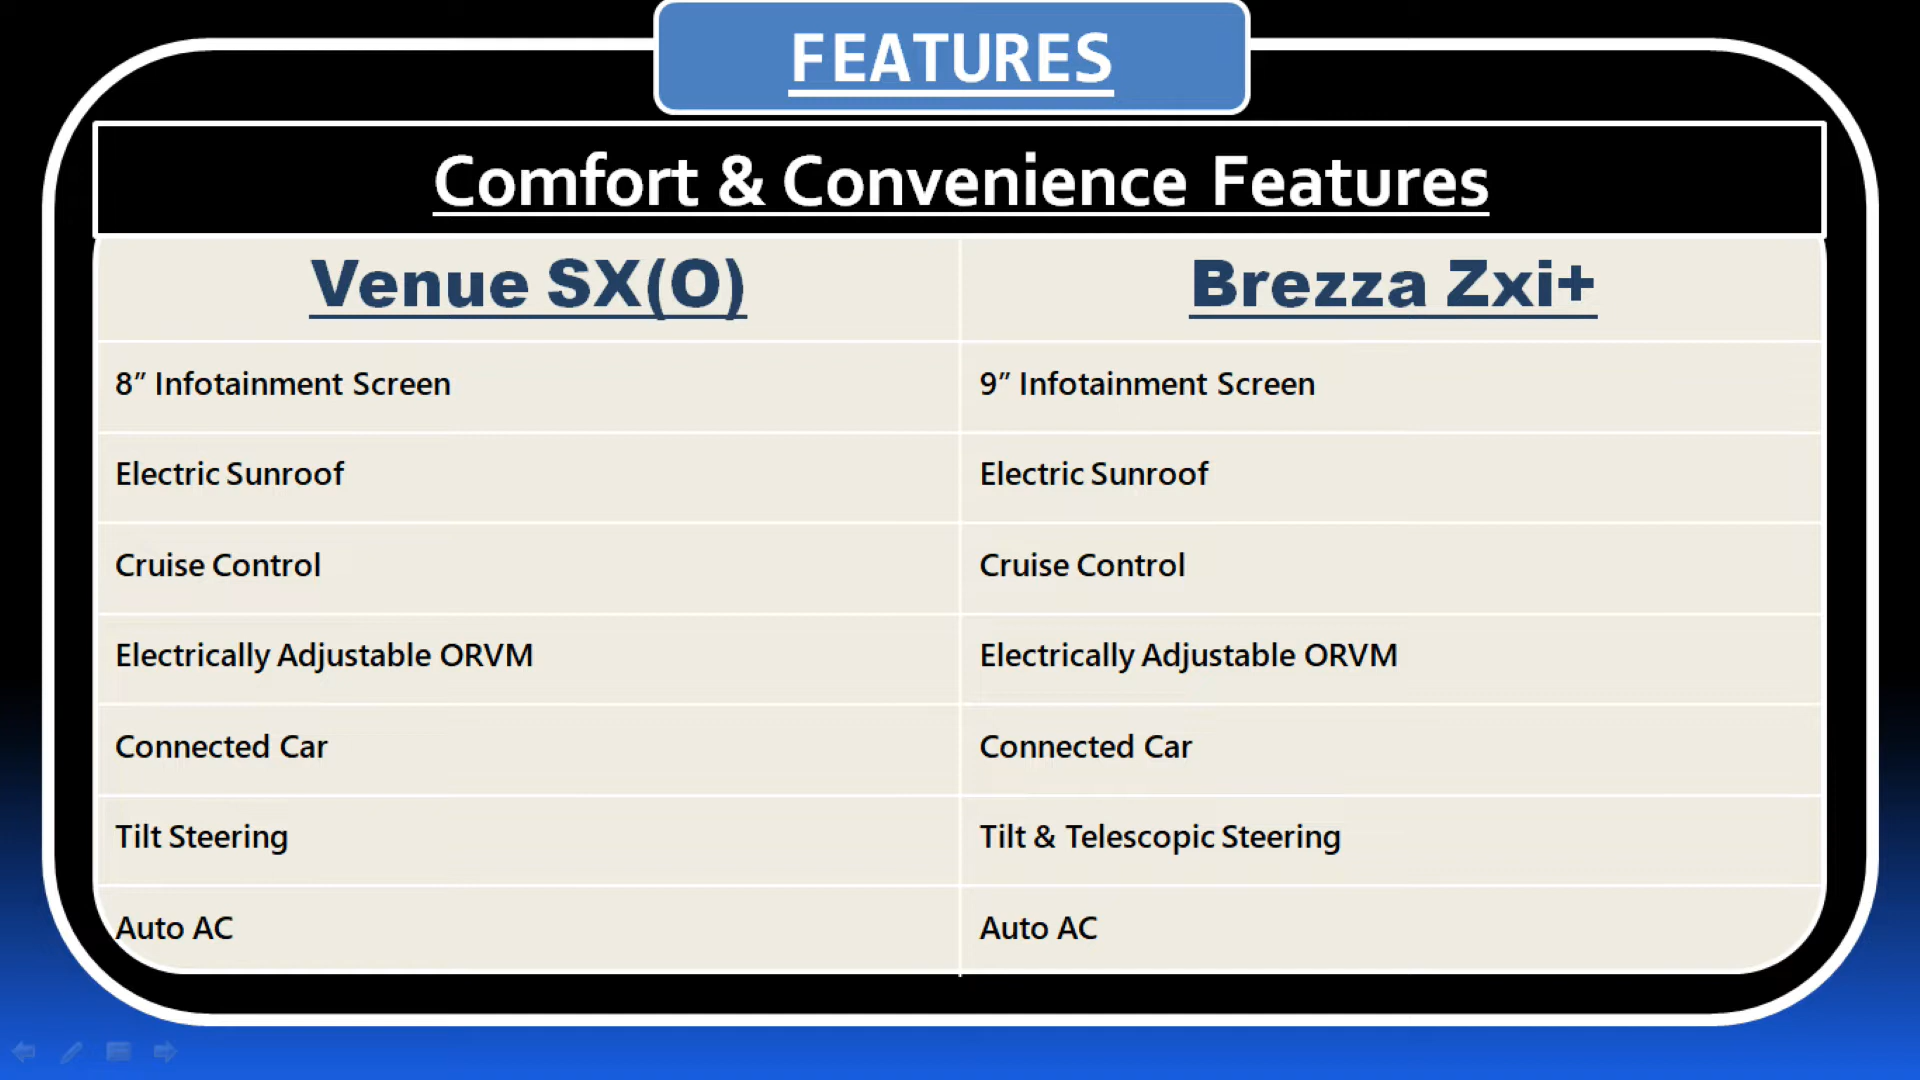 FEATURES
Comfort & Convenience Features
Venue SX(O)
Brezza Zxi+
8” Infotainment Screen
9” Infotainment Screen
Electric Sunroof
Electric Sunroof
Cruise Control
Cruise Control
Electrically Adjustable ORVM
Electrically Adjustable ORVM
Connected Car
Connected Car
Tilt Steering
Tilt & Telescopic Steering
Auto AC
Auto AC